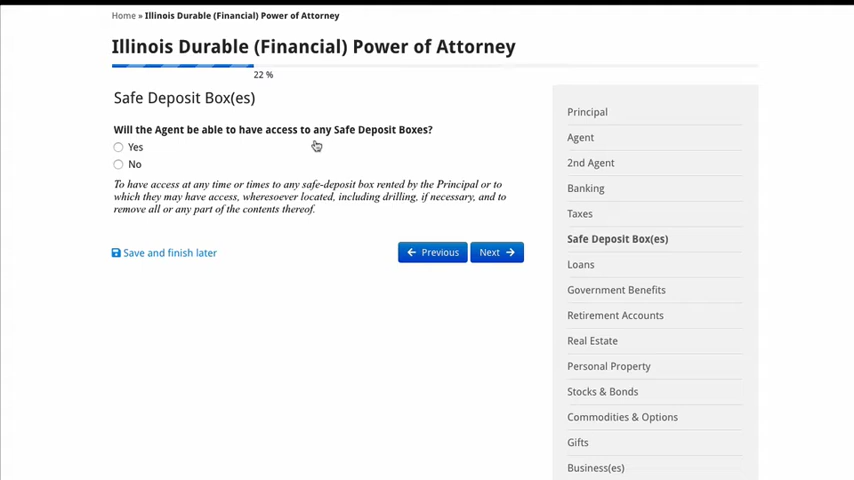 Home » Illinois Durable (Financial) Power of Attorney
Illinois Durable (Financial) Power of Attorney
22 %
Safe Deposit Box(es)
Will the Agent be able to have access to any Safe Deposit Boxes?
Yes
No
To have access at any time or times to any safe-deposit box rented by the Principal or to
which they may have access, wheresoever located, including drilling, if necessary, and to
remove all or any part of the contents thereof.
Save and finish later
Previous
Next
Principal
Agent
2nd Agent
Banking
Taxes
Safe Deposit Box(es)
Loans
Government Benefits
Retirement Accounts
Real Estate
Personal Property
Stocks & Bonds
Commodities & Options
Gifts
Business(es)